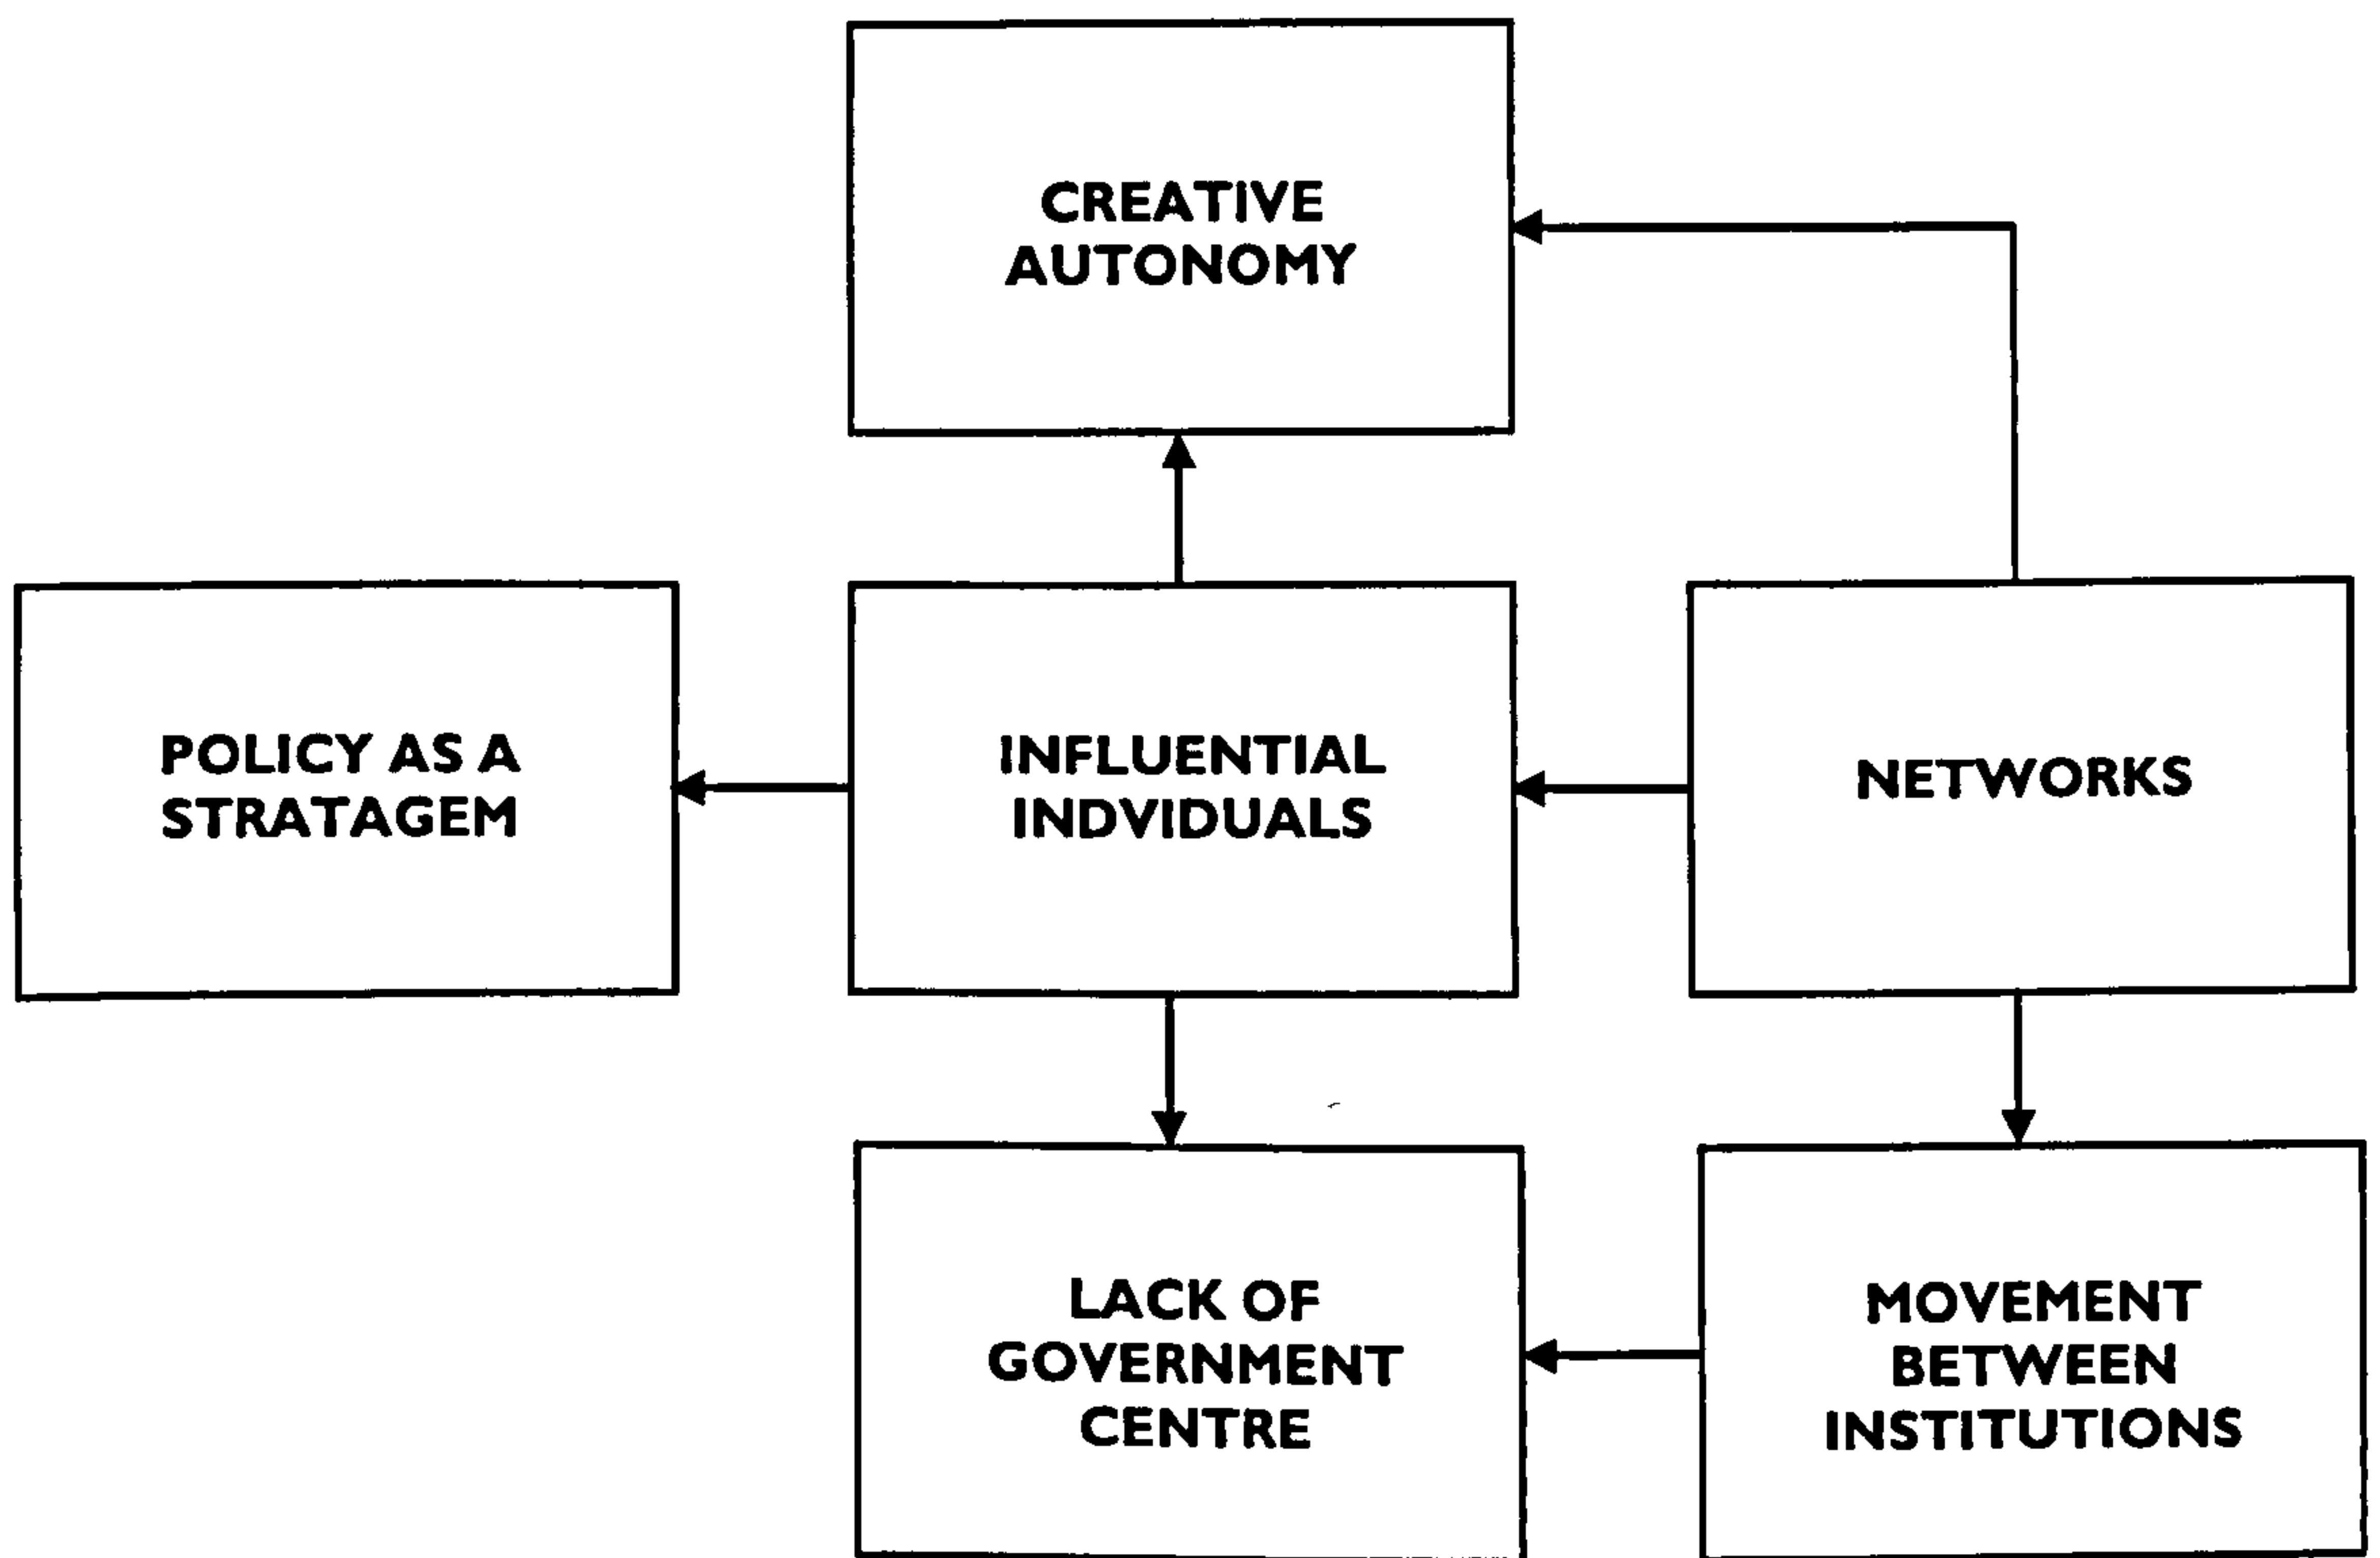 CREATIVE
AUTONOMY
POLICY AS A
STRATAGEM
INFLUENTIAL
INDVIDUALS
NETWORKS
LACK OF
GOVERNMENT
CENTRE
MOVEMENT
BETWEEN
INSTITUTIONS